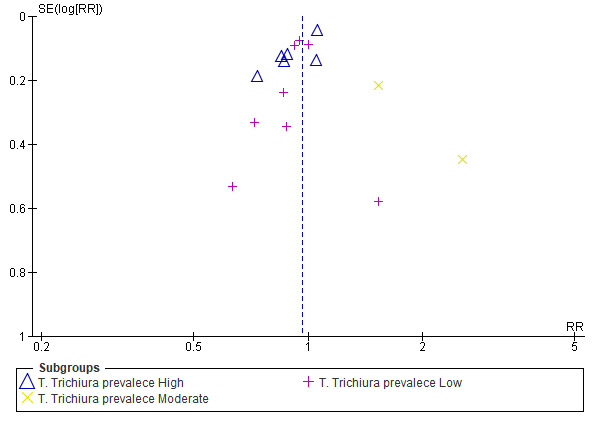 SE(log[RR])
0
0.2
0.4
0.6
0.8
1
RR
0.2 0.5 1 2 5
Subgroups
T. Trichiura prevalece High T. Trichiura prevalece Low
T. Trichiura prevalece Moderate